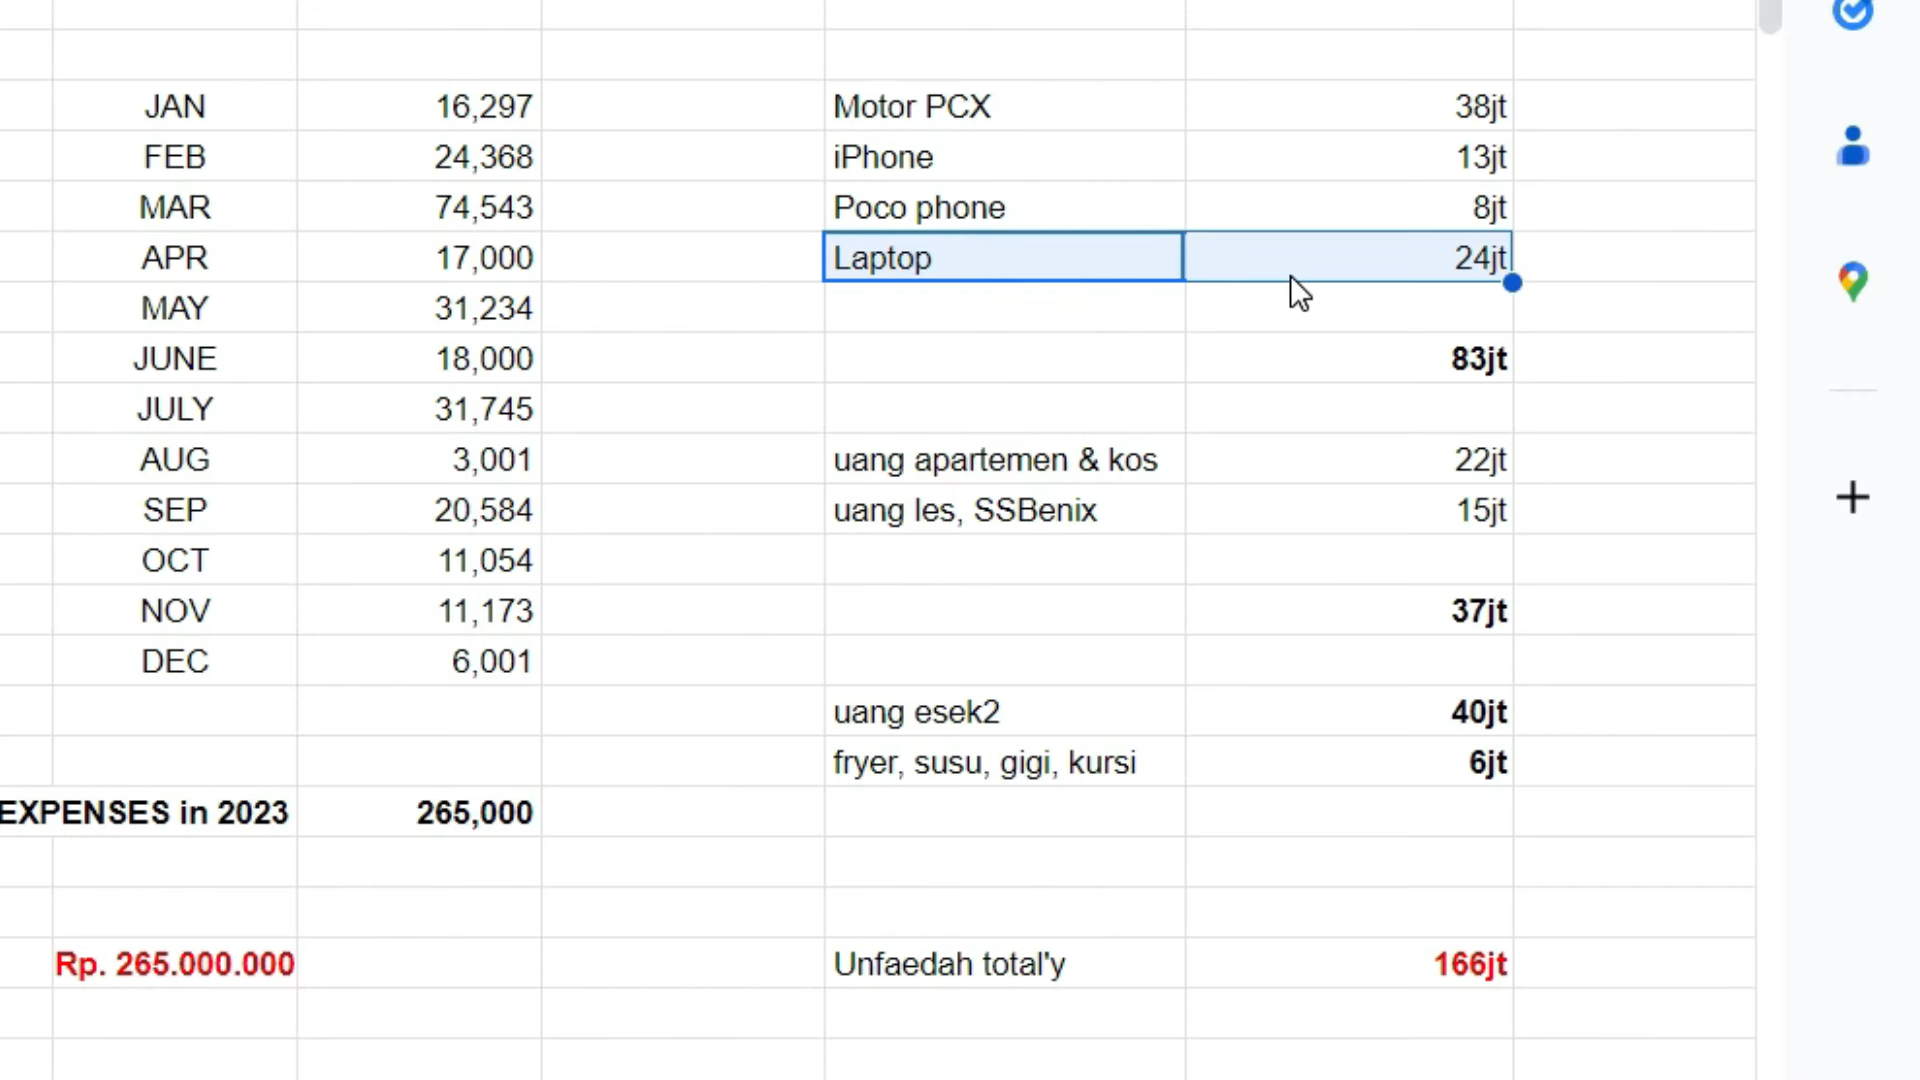 JAN 16,297 Motor PCX 38jt
FEB 24,368 iPhone 13jt
MAR 74,543 Poco phone 8jt
APR 17,000 Laptop 24jt
MAY 31,234
JUNE 18,000 83jt
JULY 31,745
AUG 3,001 uang apartemen & kos 22jt
SEP 20,584 uang les, SSBenix 15jt
OCT 11,054
NOV 11,173 37jt
DEC 6,001
uang esek2 40jt
fryer, susu, gigi, kursi 6jt
EXPENSES in 2023 265,000
Rp. 265.000.000 Unfaedah total'y 166jt